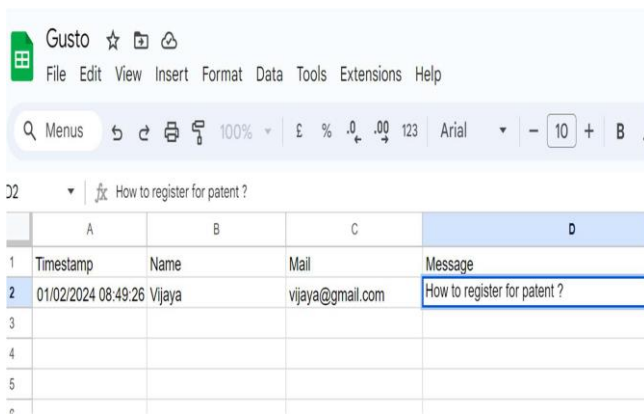 Gusto
File Edit View Insert Format Data Tools Extensions Help
Menus 100% £ % .0 .00 123 Arial - 10 + B
D2 fx How to register for patent ?
A B C D
1 Timestamp Name Mail Message
2 01/02/2024 08:49:26 Vijaya vijaya@gmail.com How to register for patent ?
3
4
5